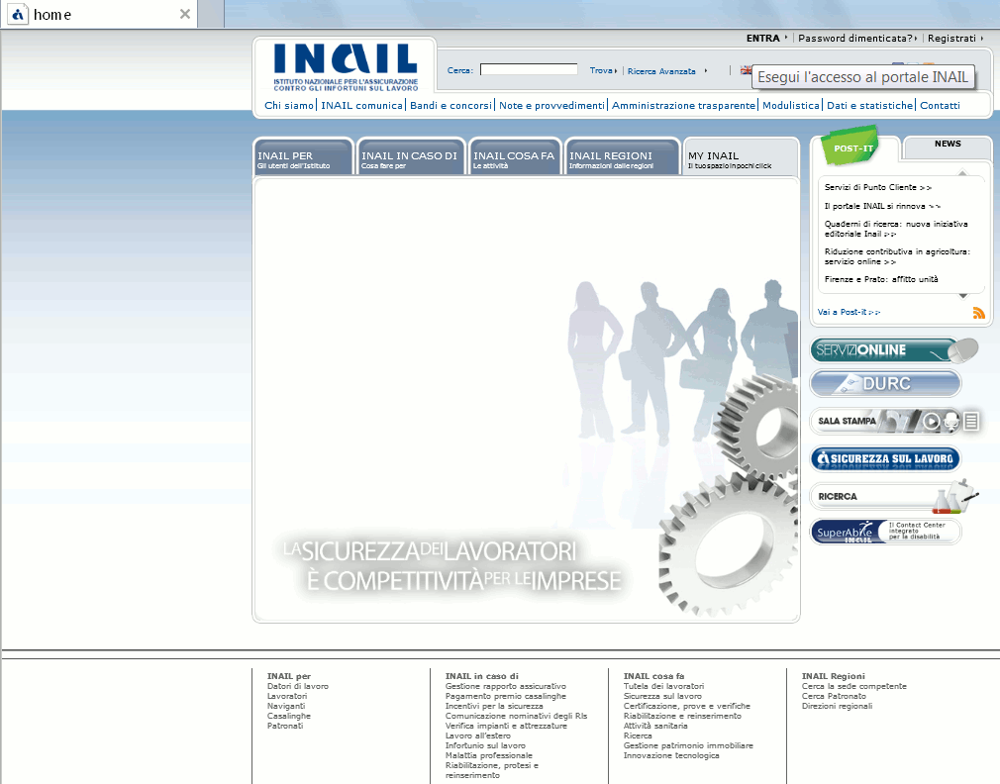 home
ENTRA
Password dimenticata?
Registrati
INAIL
ISTITUTO NAZIONALE PER L'ASSICURAZIONE
CONTRO GLI INFORTUNI SUL LAVORO
Cerca:
Trova
Ricerca Avanzata
Esegui l'accesso al portale INAIL
Chi siamo| INAIL comunica| Bandi e concorsi| Note e provvedimenti| Amministrazione trasparente| Modulistica| Dati e statistiche| Contatti
INAIL PER
Gli utenti dell'Istituto
INAIL IN CASO DI
Cosa fare per
INAIL COSA FA
Le attività
INAIL REGIONI
Informazioni dalle regioni
MY INAIL
Il tuo spazio in pochi click
POST-IT
NEWS
Servizi di Punto Cliente >>
Il portale INAIL si rinnova >>
Quaderni di ricerca: nuova iniziativa
editoriale Inail >>
Riduzione contributiva in agricoltura:
servizio online >>
Firenze e Prato: affitto unità
Vai a Post-it >>
SERVIZI ONLINE
DURC
SALA STAMPA
SICUREZZA SUL LAVORO
RICERCA
SuperAbile
INAIL
Il Contact Center
integrato
per la disabilità
LA SICUREZZA DEI LAVORATORI
È COMPETITIVITÀ PER LE IMPRESE
INAIL per
Datori di lavoro
Lavoratori
Naviganti
Casalinghe
Patronati
INAIL in caso di
Gestione rapporto assicurativo
Pagamento premio casalinghe
Incentivi per la sicurezza
Comunicazione nominativi degli Rls
Verifica impianti e attrezzature
Lavoro all'estero
Infortunio sul lavoro
Malattia professionale
Riabilitazione, protesi e
reinserimento
INAIL cosa fa
Tutela dei lavoratori
Sicurezza sul lavoro
Certificazione, prove e verifiche
Riabilitazione e reinserimento
Attività sanitaria
Ricerca
Gestione patrimonio immobiliare
Innovazione tecnologica
INAIL Regioni
Cerca la sede competente
Cerca Patronato
Direzioni regionali